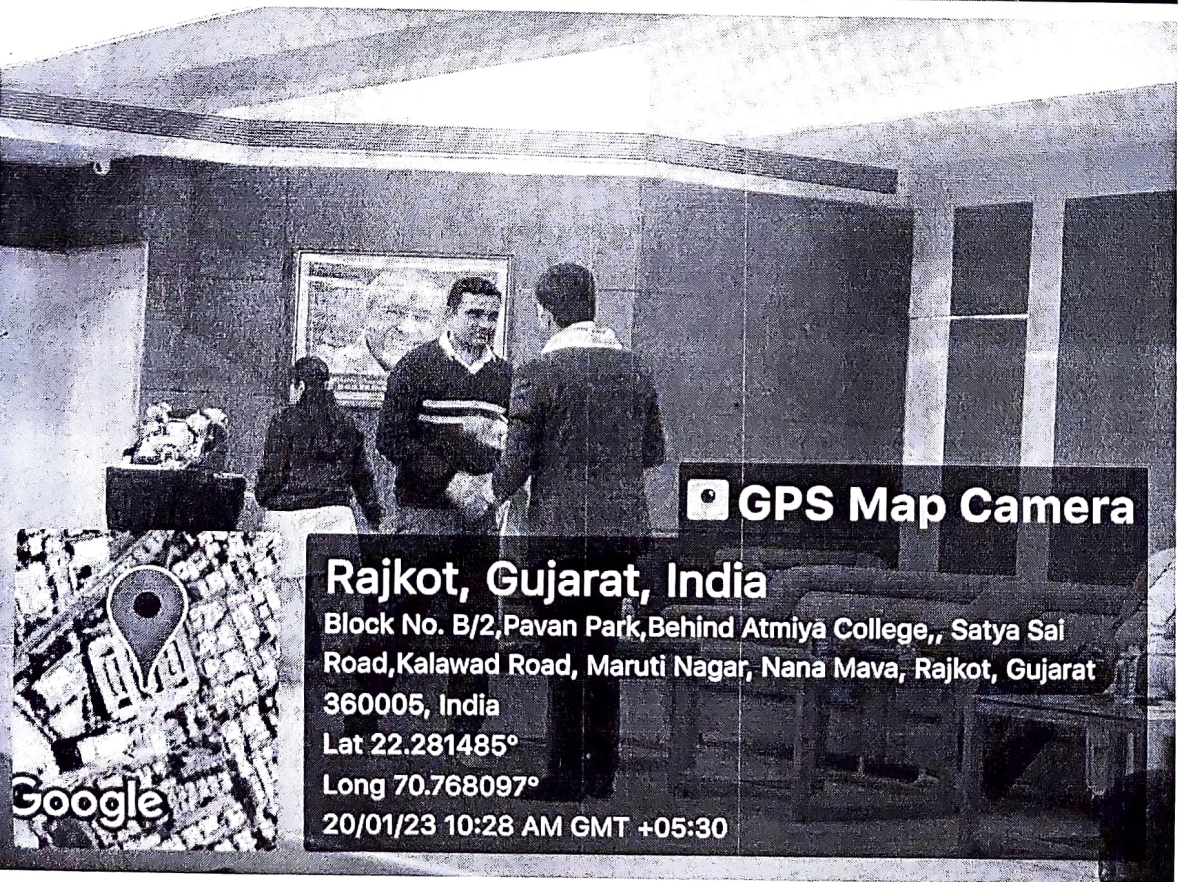 GPS Map Camera
Rajkot, Gujarat, India
Block No. B/2,Pavan Park,Behind Atmiya College,, Satya Sai
Road,Kalawad Road, Maruti Nagar, Nana Mava, Rajkot, Gujarat
360005, India
Lat 22.281485°
Long 70.768097°
20/01/23 10:28 AM GMT +05:30
Google